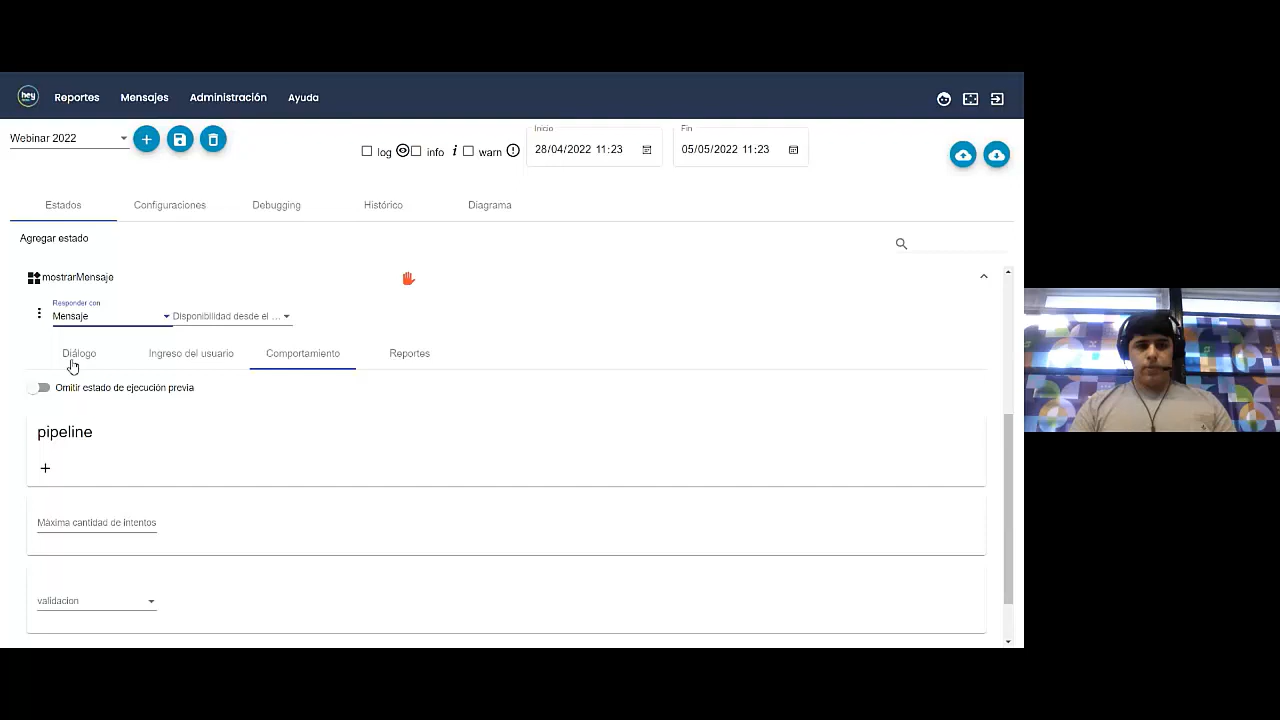 hey
Reportes
Mensajes
Administración
Ayuda
Webinar 2022
log
info
warn
Inicio
28/04/2022 11:23
Fin
05/05/2022 11:23
Estados
Configuraciones
Debugging
Histórico
Diagrama
Agregar estado
mostrarMensaje
Responder con
Mensaje
Disponibilidad desde el ...
Diálogo
Ingreso del usuario
Comportamiento
Reportes
Omitir estado de ejecución previa
pipeline
Máxima cantidad de intentos
validacion